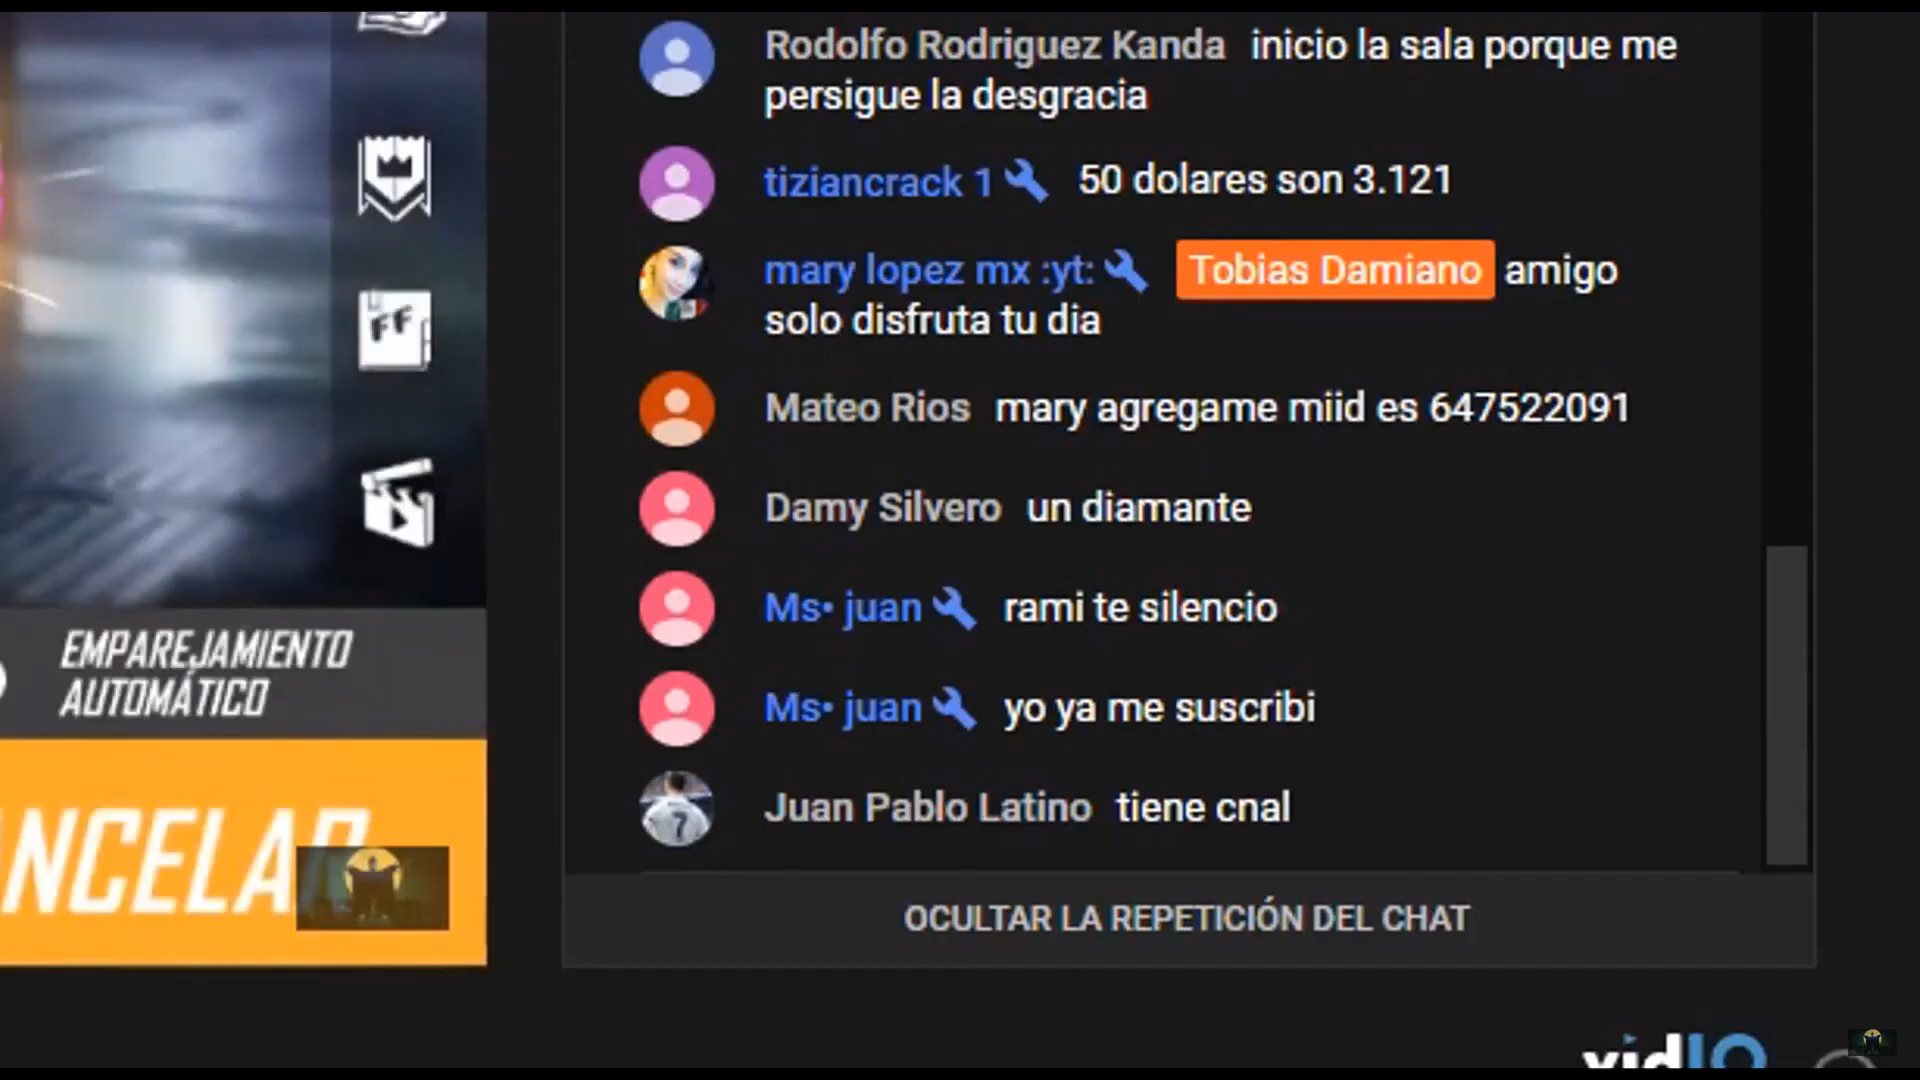 Rodolfo Rodriguez Kanda inicio la sala porque me
persigue la desgracia
tiziancrack 1 50 dolares son 3.121
mary lopez mx :yt: Tobias Damiano amigo
solo disfruta tu dia
Mateo Rios mary agregame miid es 647522091
Damy Silvero un diamante
Ms• juan rami te silencio
Ms• juan yo ya me suscribi
Juan Pablo Latino tiene cnal
OCULTAR LA REPETICIÓN DEL CHAT
FF
EMPAREJAMIENTO
AUTOMÁTICO
NCELAR
7
vidIQ